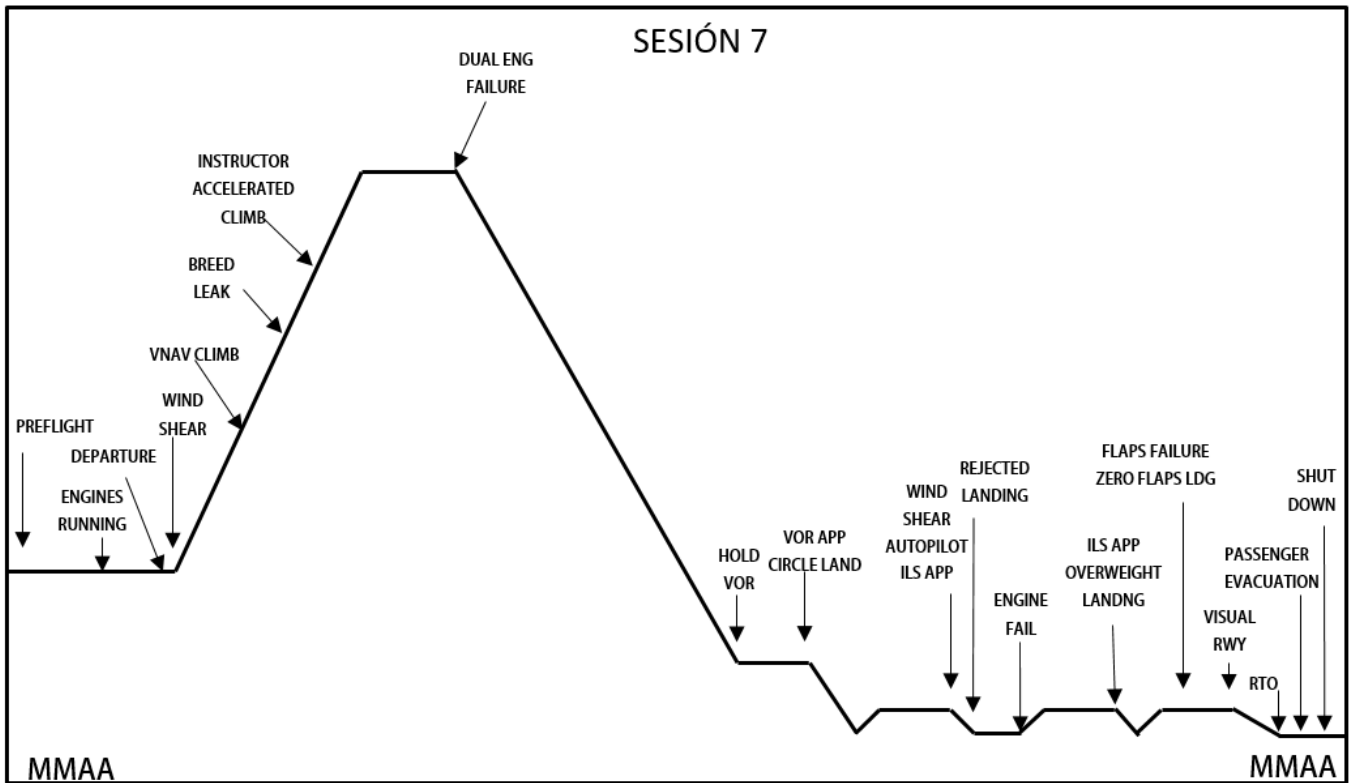 SESIÓN 7
DUAL ENG
FAILURE
INSTRUCTOR
ACCELERATED
CLIMB
BREED
LEAK
VNAV CLIMB
WIND
SHEAR
PREFLIGHT
DEPARTURE
ENGINES
RUNNING
HOLD
VOR
VOR APP
CIRCLE LAND
WIND
SHEAR
AUTOPILOT
ILS APP
REJECTED
LANDING
ENGINE
FAIL
ILS APP
OVERWEIGHT
LANDNG
FLAPS FAILURE
ZERO FLAPS LDG
VISUAL
RWY
RTO
PASSENGER
EVACUATION
SHUT
DOWN
MMAA
MMAA